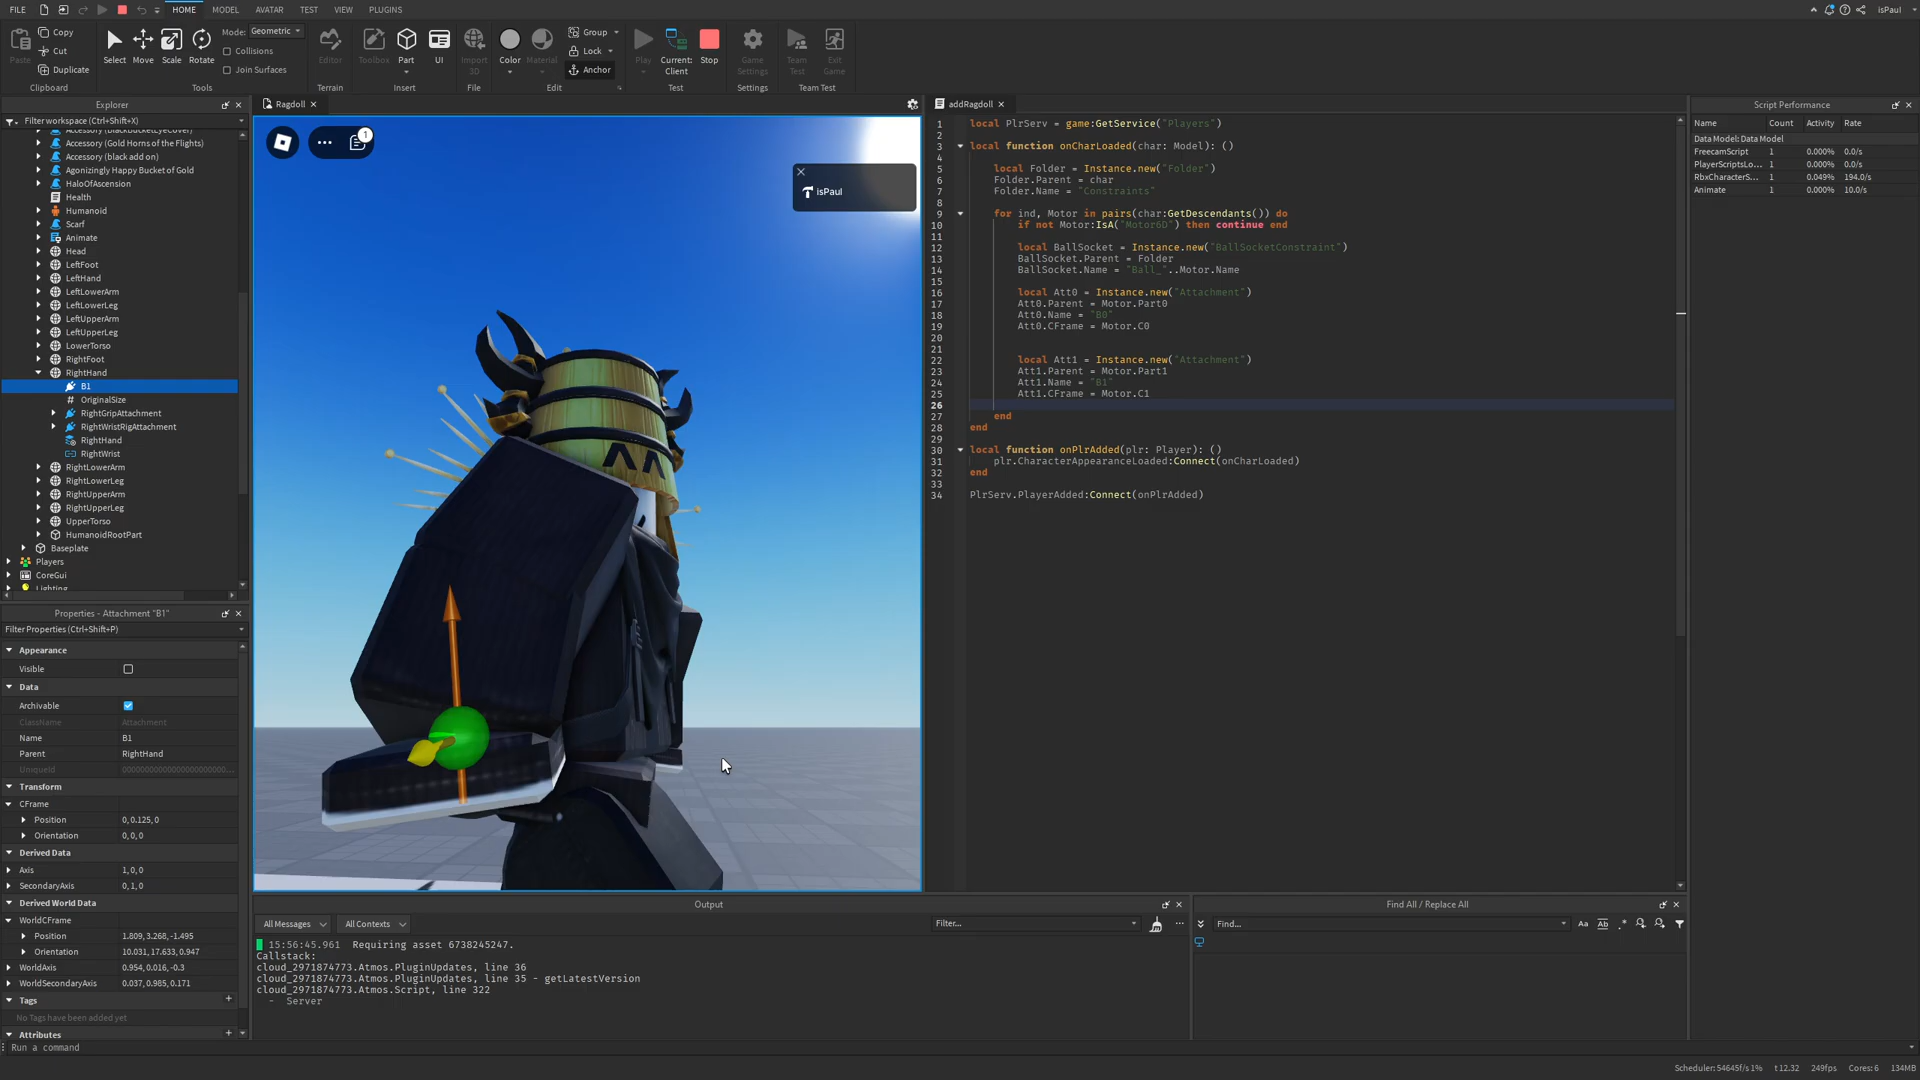 FILE
HOME MODEL AVATAR TEST VIEW PLUGINS
isPaul
Paste Copy Cut Duplicate
Clipboard
Select Move Scale Rotate
Mode: Geometric
Collisions
Join Surfaces
Tools
Editor
Terrain
Toolbox Part UI
Insert
Import 3D
File
Color Material
Group
Lock
Anchor
Edit
Play Current: Client Stop
Test
Game Settings
Settings
Team Test Exit Game
Team Test
Explorer
Filter workspace (Ctrl+Shift+X)
Accessory (blackBucketEyeCover)
Accessory (Gold Horns of the Flights)
Accessory (black add on)
Agonizingly Happy Bucket of Gold
HaloOfAscension
Health
Humanoid
Scarf
Animate
Head
LeftFoot
LeftHand
LeftLowerArm
LeftLowerLeg
LeftUpperArm
LeftUpperLeg
LowerTorso
RightFoot
RightHand
B1
OriginalSize
RightGripAttachment
RightWristRigAttachment
RightHand
RightWrist
RightLowerArm
RightLowerLeg
RightUpperArm
RightUpperLeg
UpperTorso
HumanoidRootPart
Baseplate
Players
CoreGui
Lighting
Properties - Attachment "B1"
Filter Properties (Ctrl+Shift+P)
Appearance
Visible
Data
Archivable
ClassName Attachment
Name B1
Parent RightHand
UniqueId
Transform
CFrame
Position 0, 0.125, 0
Orientation 0, 0, 0
Derived Data
Axis 1, 0, 0
SecondaryAxis 0, 1, 0
Derived World Data
WorldCFrame
Position 1.809, 3.268, -1.495
Orientation 10.031, 17.633, 0.947
WorldAxis 0.954, 0.016, -0.3
WorldSecondaryAxis 0.037, 0.985, 0.171
Tags
No Tags have been added yet
Attributes
Run a command
Ragdoll
1
isPaul
addRagdoll
1 local PlrServ = game:GetService("Players")
2
3 local function onCharLoaded(char: Model): ()
4
5 local Folder = Instance.new("Folder")
6 Folder.Parent = char
7 Folder.Name = "Constraints"
8
9 for ind, Motor in pairs(char:GetDescendants()) do
10 if not Motor:IsA("Motor6D") then continue end
11
12 local BallSocket = Instance.new("BallSocketConstraint")
13 BallSocket.Parent = Folder
14 BallSocket.Name = "Ball_"..Motor.Name
15
16 local Att0 = Instance.new("Attachment")
17 Att0.Parent = Motor.Part0
18 Att0.Name = "B0"
19 Att0.CFrame = Motor.C0
20
21
22 local Att1 = Instance.new("Attachment")
23 Att1.Parent = Motor.Part1
24 Att1.Name = "B1"
25 Att1.CFrame = Motor.C1
26
27 end
28 end
29
30 local function onPlrAdded(plr: Player): ()
31 plr.CharacterAppearanceLoaded:Connect(onCharLoaded)
32 end
33
34 PlrServ.PlayerAdded:Connect(onPlrAdded)
Script Performance
Name Count Activity Rate
Data Model: Data Model
FreecamScript 1 0.000% 0.0/s
PlayerScriptsLo... 1 0.000% 0.0/s
RbxCharacterS... 1 0.049% 194.0/s
Animate 1 0.000% 10.0/s
Output
All Messages All Contexts Filter...
15:56:45.961 Requiring asset 6738245247.
Callstack:
cloud_2971874773.Atmos.PluginUpdates, line 36
cloud_2971874773.Atmos.PluginUpdates, line 35 - getLatestVersion
cloud_2971874773.Atmos.Script, line 322
- Server
Find All / Replace All
Find... Aa Ab .*
Scheduler: 54645f/s 1% t 12.32 249fps Cores: 6 134MB